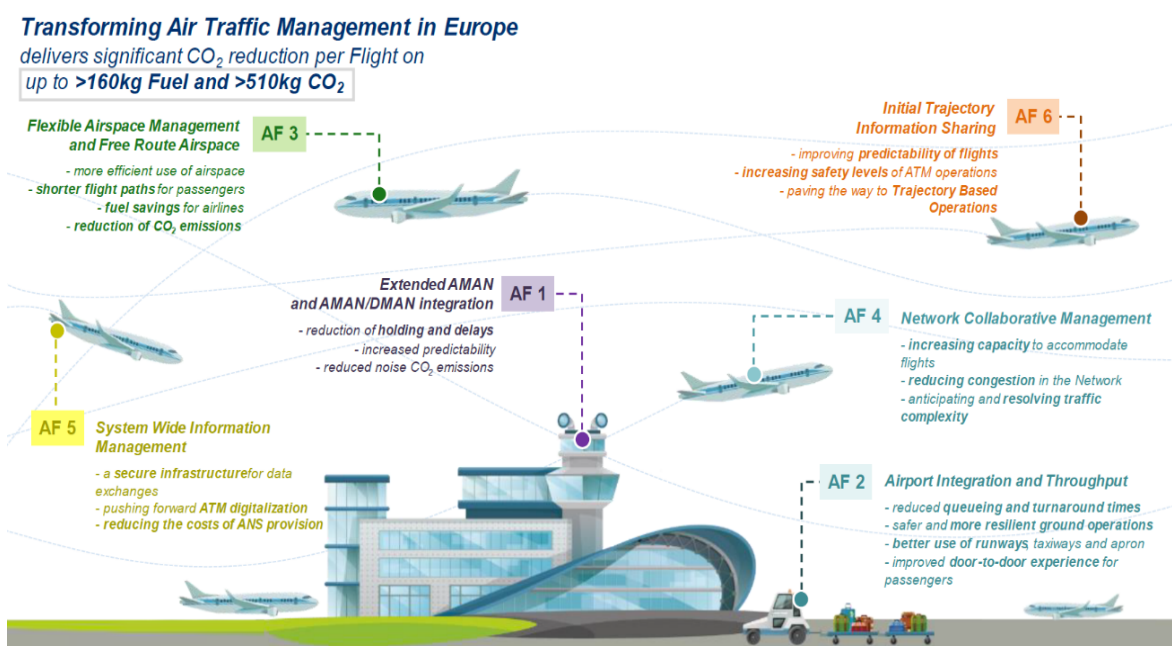 Transforming Air Traffic Management in Europe
delivers significant CO₂ reduction per Flight on
up to >160kg Fuel and >510kg CO₂
Flexible Airspace Management
and Free Route Airspace
AF 3
- more efficient use of airspace
- shorter flight paths for passengers
- fuel savings for airlines
- reduction of CO₂ emissions
Initial Trajectory
Information Sharing
AF 6
- improving predictability of flights
- increasing safety levels of ATM operations
- paving the way to Trajectory Based
Operations
Extended AMAN
and AMAN/DMAN integration
AF 1
- reduction of holding and delays
- increased predictability
- reduced noise CO₂ emissions
AF 4
Network Collaborative Management
- increasing capacity to accommodate
flights
- reducing congestion in the Network
- anticipating and resolving traffic
complexity
AF 5
System Wide Information
Management
- a secure infrastructure for data
exchanges
- pushing forward ATM digitalization
- reducing the costs of ANS provision
AF 2
Airport Integration and Throughput
- reduced queueing and turnaround times
- safer and more resilient ground operations
- better use of runways, taxiways and apron
- improved door-to-door experience for
passengers